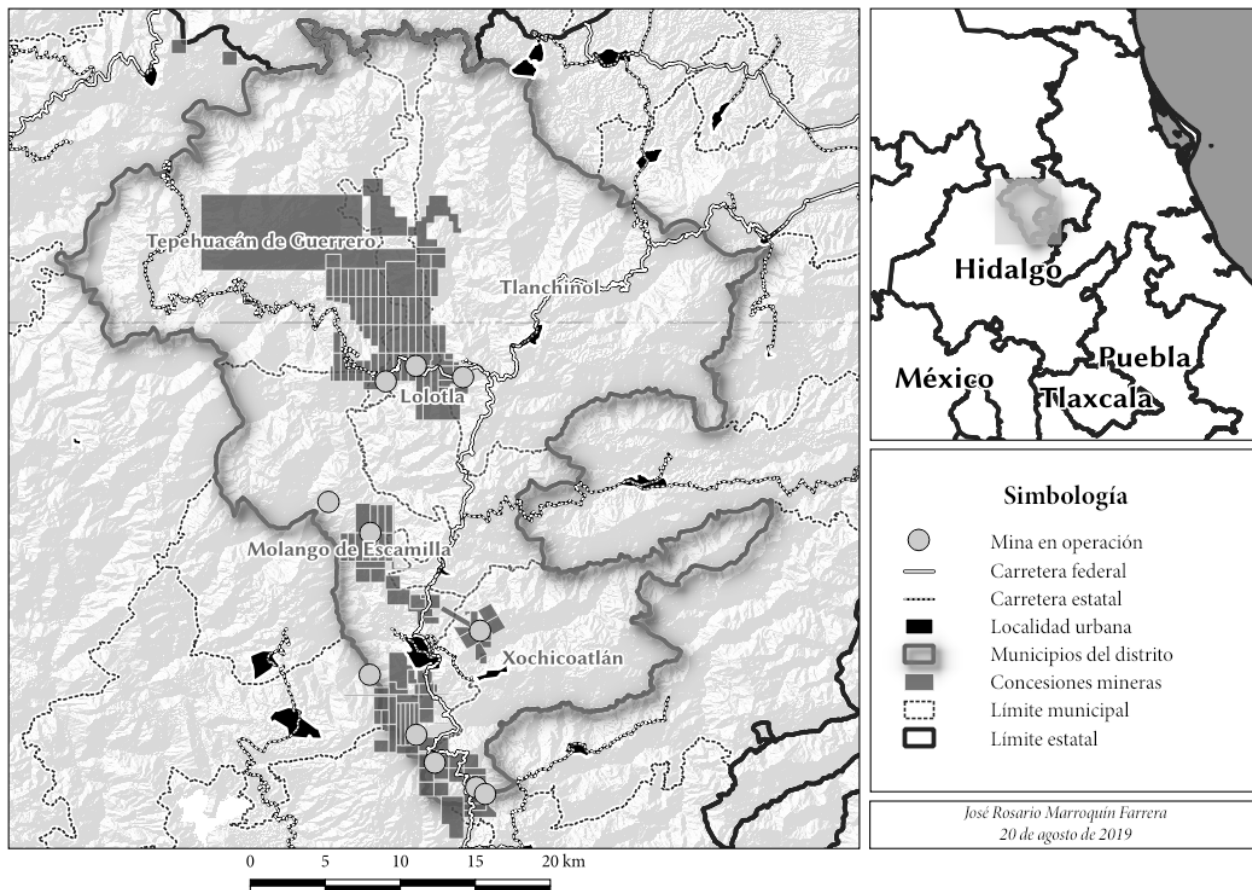 Tepehuacán de Guerrero
Tlanchinol
Lolotla
Molango de Escamilla
Xochicoatlán
0 5 10 15 20 km
Hidalgo
Puebla
México
Tlaxcala
Simbología
Mina en operación
Carretera federal
Carretera estatal
Localidad urbana
Municipios del distrito
Concesiones mineras
Límite municipal
Límite estatal
José Rosario Marroquín Farrera
20 de agosto de 2019